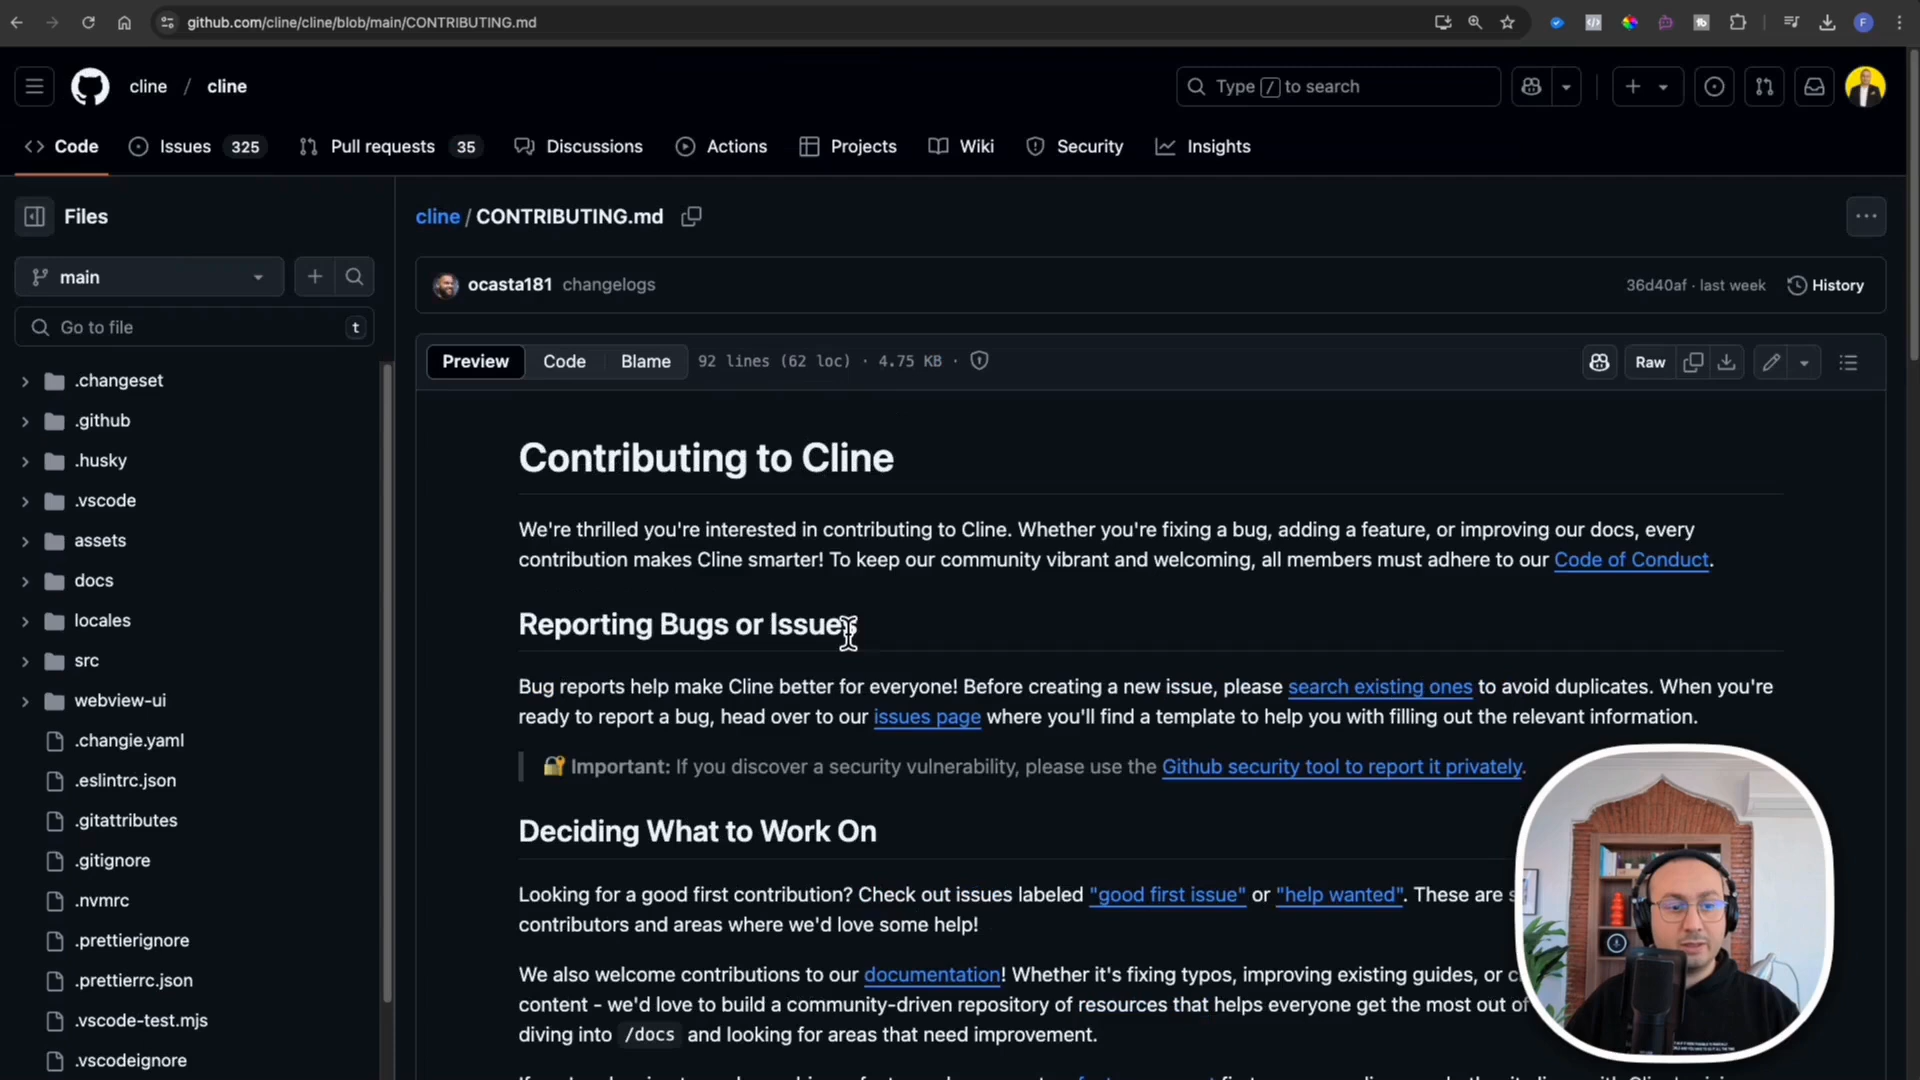 github.com/cline/cline/blob/main/CONTRIBUTING.md
F
cline / cline
Type / to search
Code Issues 325 Pull requests 35 Discussions Actions Projects Wiki Security Insights
Files
cline / CONTRIBUTING.md
main
ocasta181 changelogs
36d40af · last week History
Go to file t
Preview Code Blame 92 lines (62 loc) · 4.75 KB · Raw
.changeset
.github
.husky
.vscode
assets
docs
locales
src
webview-ui
.changie.yaml
.eslintrc.json
.gitattributes
.gitignore
.nvmrc
.prettierignore
.prettierrc.json
.vscode-test.mjs
.vscodeignore
Contributing to Cline
We're thrilled you're interested in contributing to Cline. Whether you're fixing a bug, adding a feature, or improving our docs, every
contribution makes Cline smarter! To keep our community vibrant and welcoming, all members must adhere to our Code of Conduct.
Reporting Bugs or Issues
Bug reports help make Cline better for everyone! Before creating a new issue, please search existing ones to avoid duplicates. When you're
ready to report a bug, head over to our issues page where you'll find a template to help you with filling out the relevant information.
🔐 Important: If you discover a security vulnerability, please use the Github security tool to report it privately.
Deciding What to Work On
Looking for a good first contribution? Check out issues labeled "good first issue" or "help wanted". These are
contributors and areas where we'd love some help!
We also welcome contributions to our documentation! Whether it's fixing typos, improving existing guides, or
content - we'd love to build a community-driven repository of resources that helps everyone get the most out of
diving into /docs and looking for areas that need improvement.